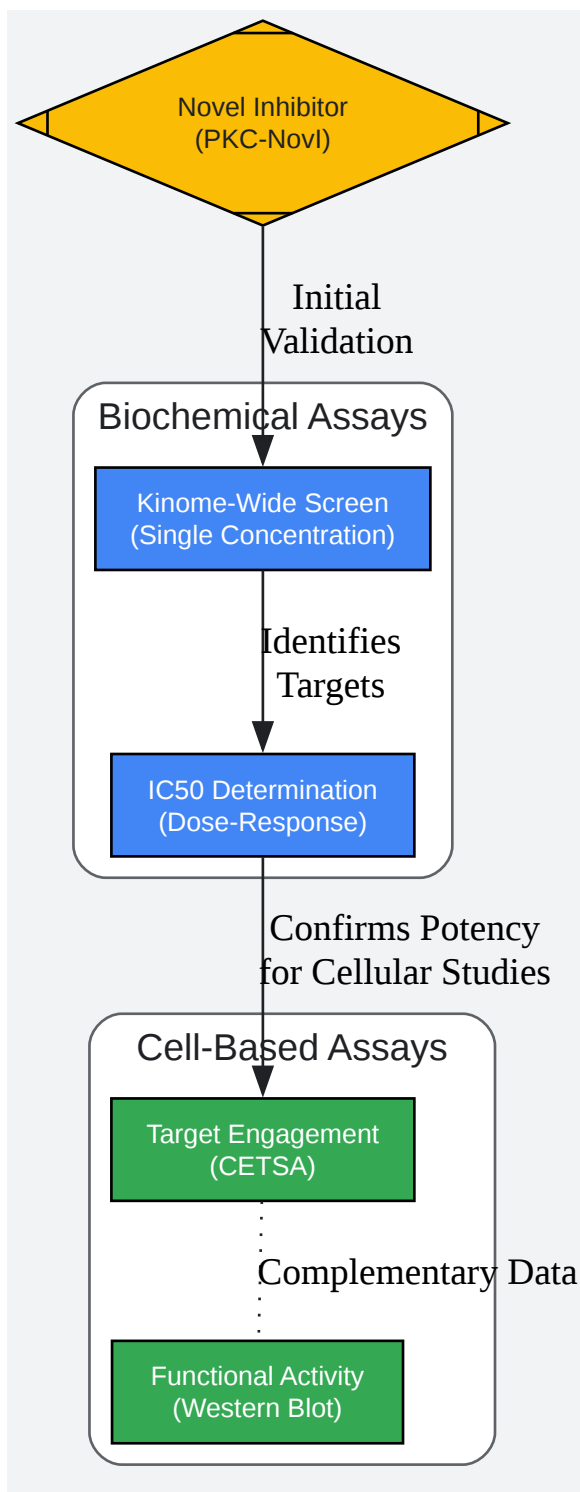 Novel Inhibitor
(PKC-NovI)
Initial
Validation
Biochemical Assays
Kinome-Wide Screen
(Single Concentration)
Identifies
Targets
IC50 Determination
(Dose-Response)
Confirms Potency
for Cellular Studies
Cell-Based Assays
Target Engagement
(CETSA)
Complementary Data
Functional Activity
(Western Blot)